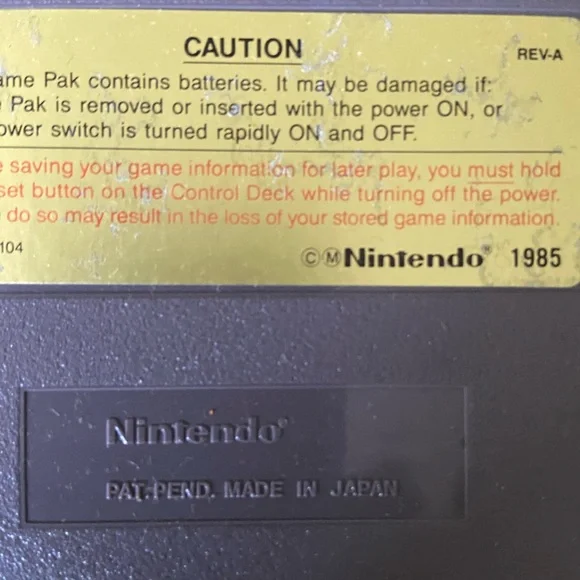 CAUTION
REV-A
ame Pak contains batteries. It may be damaged if:
Pak is removed or inserted with the power ON, or
ower switch is turned rapidly ON and OFF.
saving your game information for later play, you must hold
set button on the Control Deck while turning off the power.
do so may result in the loss of your stored game information.
104
©Ⓜ Nintendo® 1985
Nintendo®
PAT. PEND. MADE IN JAPAN